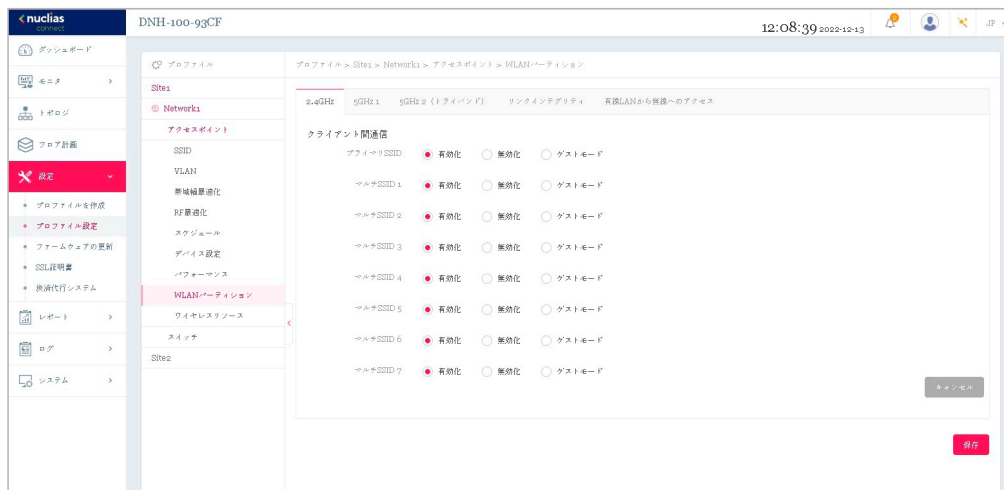 nuclias
connect
DNH-100-93CF
12:08:39 2022-12-13
2
JP
ダッシュボード
モニタ
トポロジ
フロア計画
設定
プロファイルを作成
プロファイル設定
ファームウェアの更新
SSL証明書
決済代行システム
レポート
ログ
システム
プロファイル
Site1
Network1
アクセスポイント
SSID
VLAN
帯域幅最適化
RF最適化
スケジュール
デバイス設定
パフォーマンス
WLANパーティション
ワイヤレスリソース
スイッチ
Site2
プロファイル > Site1 > Network1 > アクセスポイント > WLANパーティション
2.4GHz 5GHz 1 5GHz 2 (トライバンド) リンクインテグリティ 有線LANから無線へのアクセス
クライアント間通信
プライマリSSID 有効化 無効化 ゲストモード
マルチSSID 1 有効化 無効化 ゲストモード
マルチSSID 2 有効化 無効化 ゲストモード
マルチSSID 3 有効化 無効化 ゲストモード
マルチSSID 4 有効化 無効化 ゲストモード
マルチSSID 5 有効化 無効化 ゲストモード
マルチSSID 6 有効化 無効化 ゲストモード
マルチSSID 7 有効化 無効化 ゲストモード
キャンセル
保存